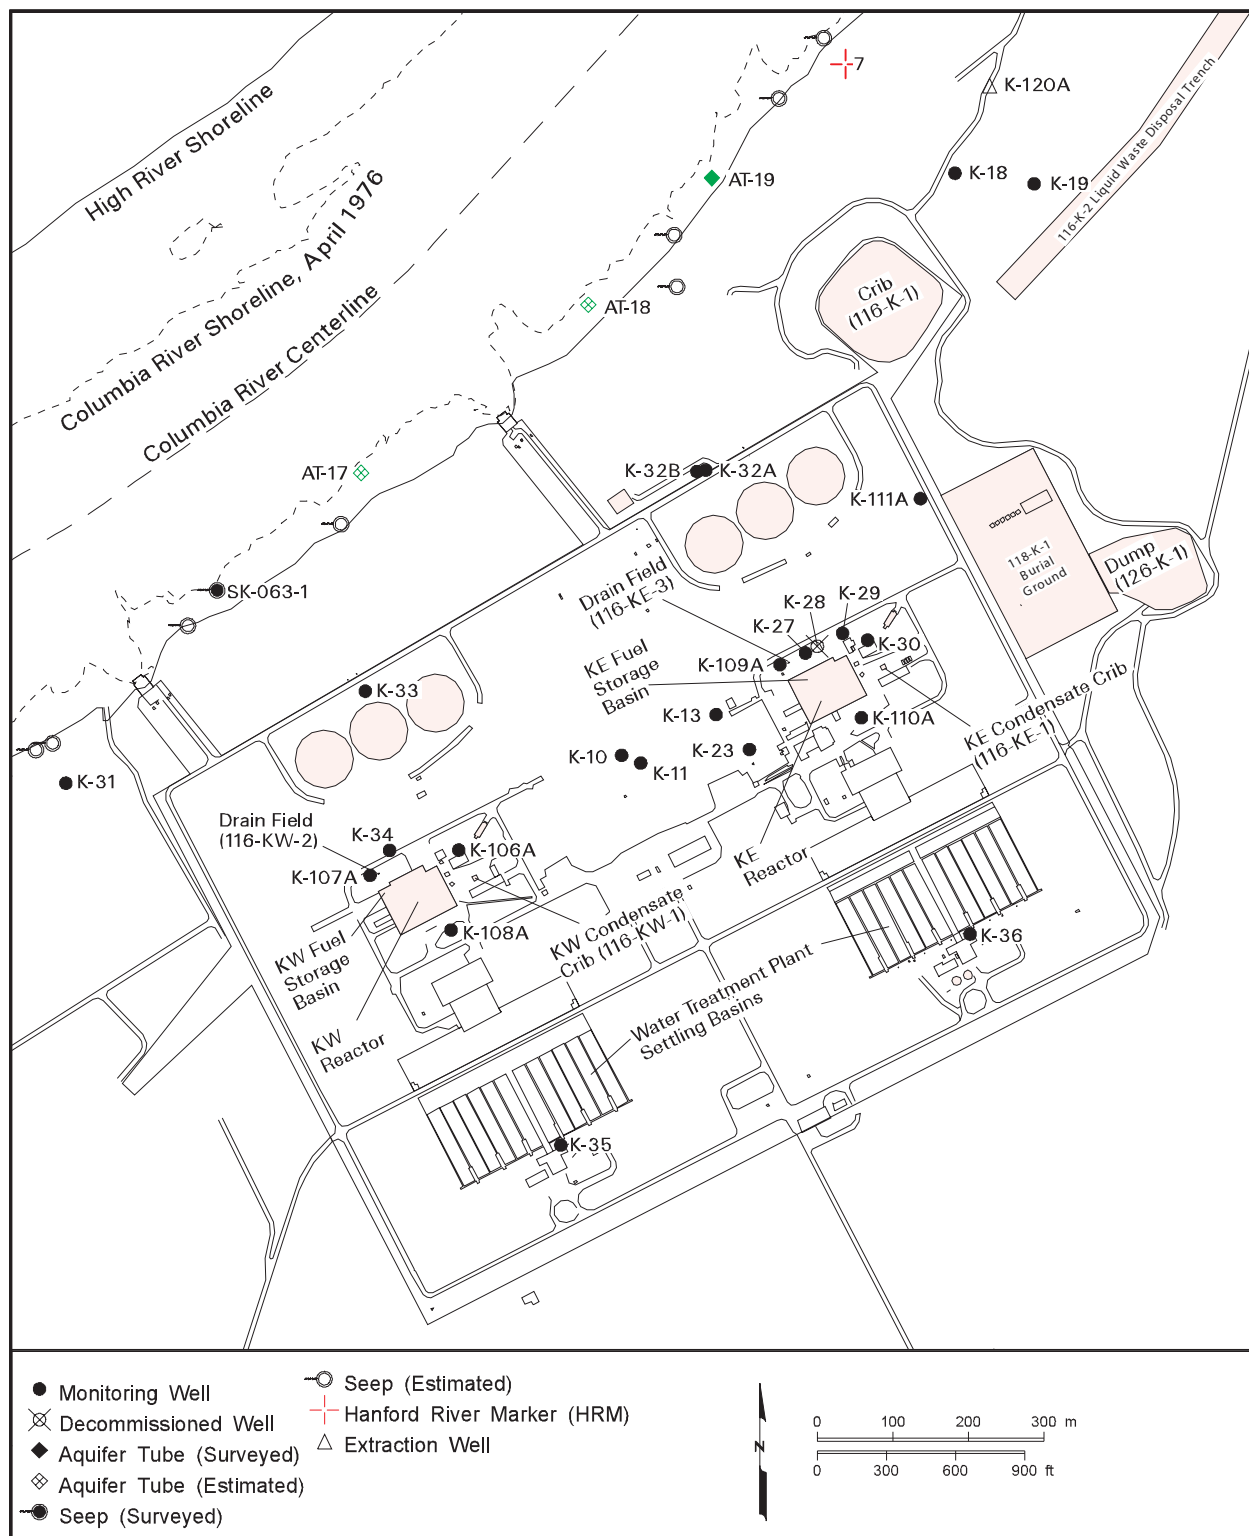 High River Shoreline
Columbia River Shoreline, April 1976
Columbia River Centerline
7
K-120A
116-K-2 Liquid Waste Disposal Trench
K-18
K-19
AT-19
AT-18
AT-17
Crib
(116-K-1)
K-32B
K-32A
K-111A
118-K-1
Burial
Ground
Dump
(126-K-1)
SK-063-1
Drain Field
(116-KE-3)
K-28
K-29
K-27
K-30
K-109A
KE Fuel
Storage
Basin
K-33
K-13
K-110A
KE Condensate Crib
(116-KE-1)
K-23
K-10
K-11
K-31
Drain Field
(116-KW-2)
K-34
K-106A
K-107A
KE
Reactor
K-108A
KW Condensate
Crib (116-KW-1)
K-36
KW Fuel
Storage
Basin
KW
Reactor
Water Treatment Plant
Settling Basins
K-35
Monitoring Well
Decommissioned Well
Aquifer Tube (Surveyed)
Aquifer Tube (Estimated)
Seep (Surveyed)
Seep (Estimated)
Hanford River Marker (HRM)
Extraction Well
N
0 100 200 300 m
0 300 600 900 ft